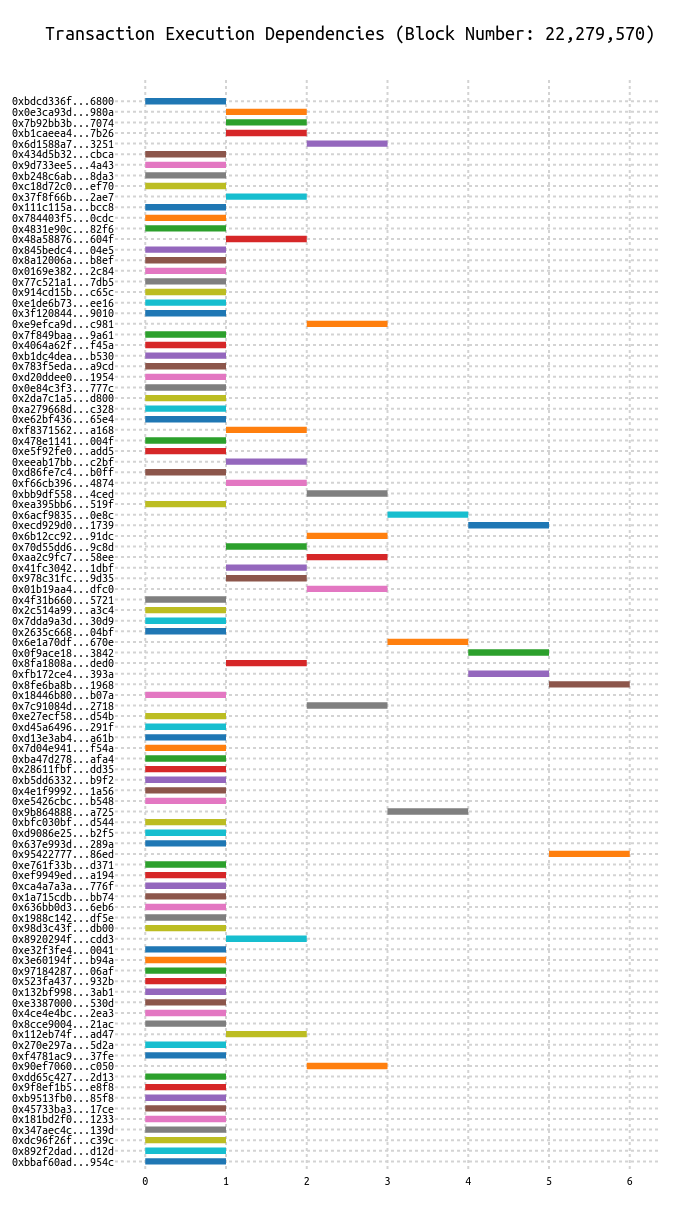 Transaction Execution Dependencies (Block Number: 22,279,570)
0xbdcd336f...6800
0x0e3ca93d...980a
0x7b92bb3b...7074
0xb1caeea4...7b26
0x6d1588a7...3251
0x434d5b32...cbca
0x9d733ee5...4a43
0xb248c6ab...8da3
0xc18d72c0...ef70
0x37f8f66b...2ae7
0x111c115a...bcc8
0x784403f5...0cdc
0x4831e90c...82f6
0x48a58876...604f
0x845bedc4...04e5
0x8a12006a...b8ef
0x0169e382...2c84
0x77c521a1...7db5
0x914cd15b...c65c
0xe1de6b73...ee16
0x3f120844...9010
0xe9efca9d...c981
0x7f849baa...9a61
0x4064a62f...f45a
0xb1dc4dea...b530
0x783f5eda...a9cd
0xd20ddee0...1954
0x0e84c3f3...777c
0x2da7c1a5...d800
0xa279668d...c328
0xe62bf436...65e4
0xf8371562...a168
0x478e1141...004f
0xe5f92fe0...add5
0xeeab17bb...c2bf
0xd86fe7c4...b0ff
0xf66cb396...4874
0xbb9df558...4ced
0xea395bb6...519f
0x6acf9835...0e8c
0xecd929d0...1739
0x6b12cc92...91dc
0x70d55dd6...9c8d
0xaa2c9fc7...58ee
0x41fc3042...1dbf
0x978c31fc...9d35
0x01b19aa4...dfc0
0x4f31b660...5721
0x2c514a99...a3c4
0x7dda9a3d...30d9
0x2635c668...04bf
0x6e1a70df...670e
0x0f9ace18...3842
0x8fa1808a...ded0
0xfb172ce4...393a
0x8fe6ba8b...1968
0x18446b80...b07a
0x7c91084d...2718
0xe27ecf58...d54b
0xd45a6496...291f
0xd13e3ab4...a61b
0x7d04e941...f54a
0xba47d278...afa4
0x28611fbf...dd35
0xb5dd6332...b9f2
0x4e1f9992...1a56
0xe5426cbc...b548
0x9b864888...a725
0xbfc030bf...d544
0xd9086e25...b2f5
0x637e993d...289a
0x95422777...86ed
0xe761f33b...d371
0xef9949ed...a194
0xca4a7a3a...776f
0x1a715cdb...bb74
0x636bb0d3...6eb6
0x1988c142...df5e
0x98d3c43f...db00
0x8920294f...cdd3
0xe32f3fe4...0041
0x3e60194f...b94a
0x97184287...06af
0x523fa437...932b
0x132bf998...3ab1
0xe3387000...530d
0x4ce4e4bc...2ea3
0x8cce9004...21ac
0x112eb74f...ad47
0x270e297a...5d2a
0xf4781ac9...37fe
0x90ef7060...c050
0xdd65c427...2d13
0x9f8ef1b5...e8f8
0xb9513fb0...85f8
0x45733ba3...17ce
0x181bd2f0...1233
0x347aec4c...139d
0xdc96f26f...c39c
0x892f2dad...d12d
0xbbaf60ad...954c
0 1 2 3 4 5 6